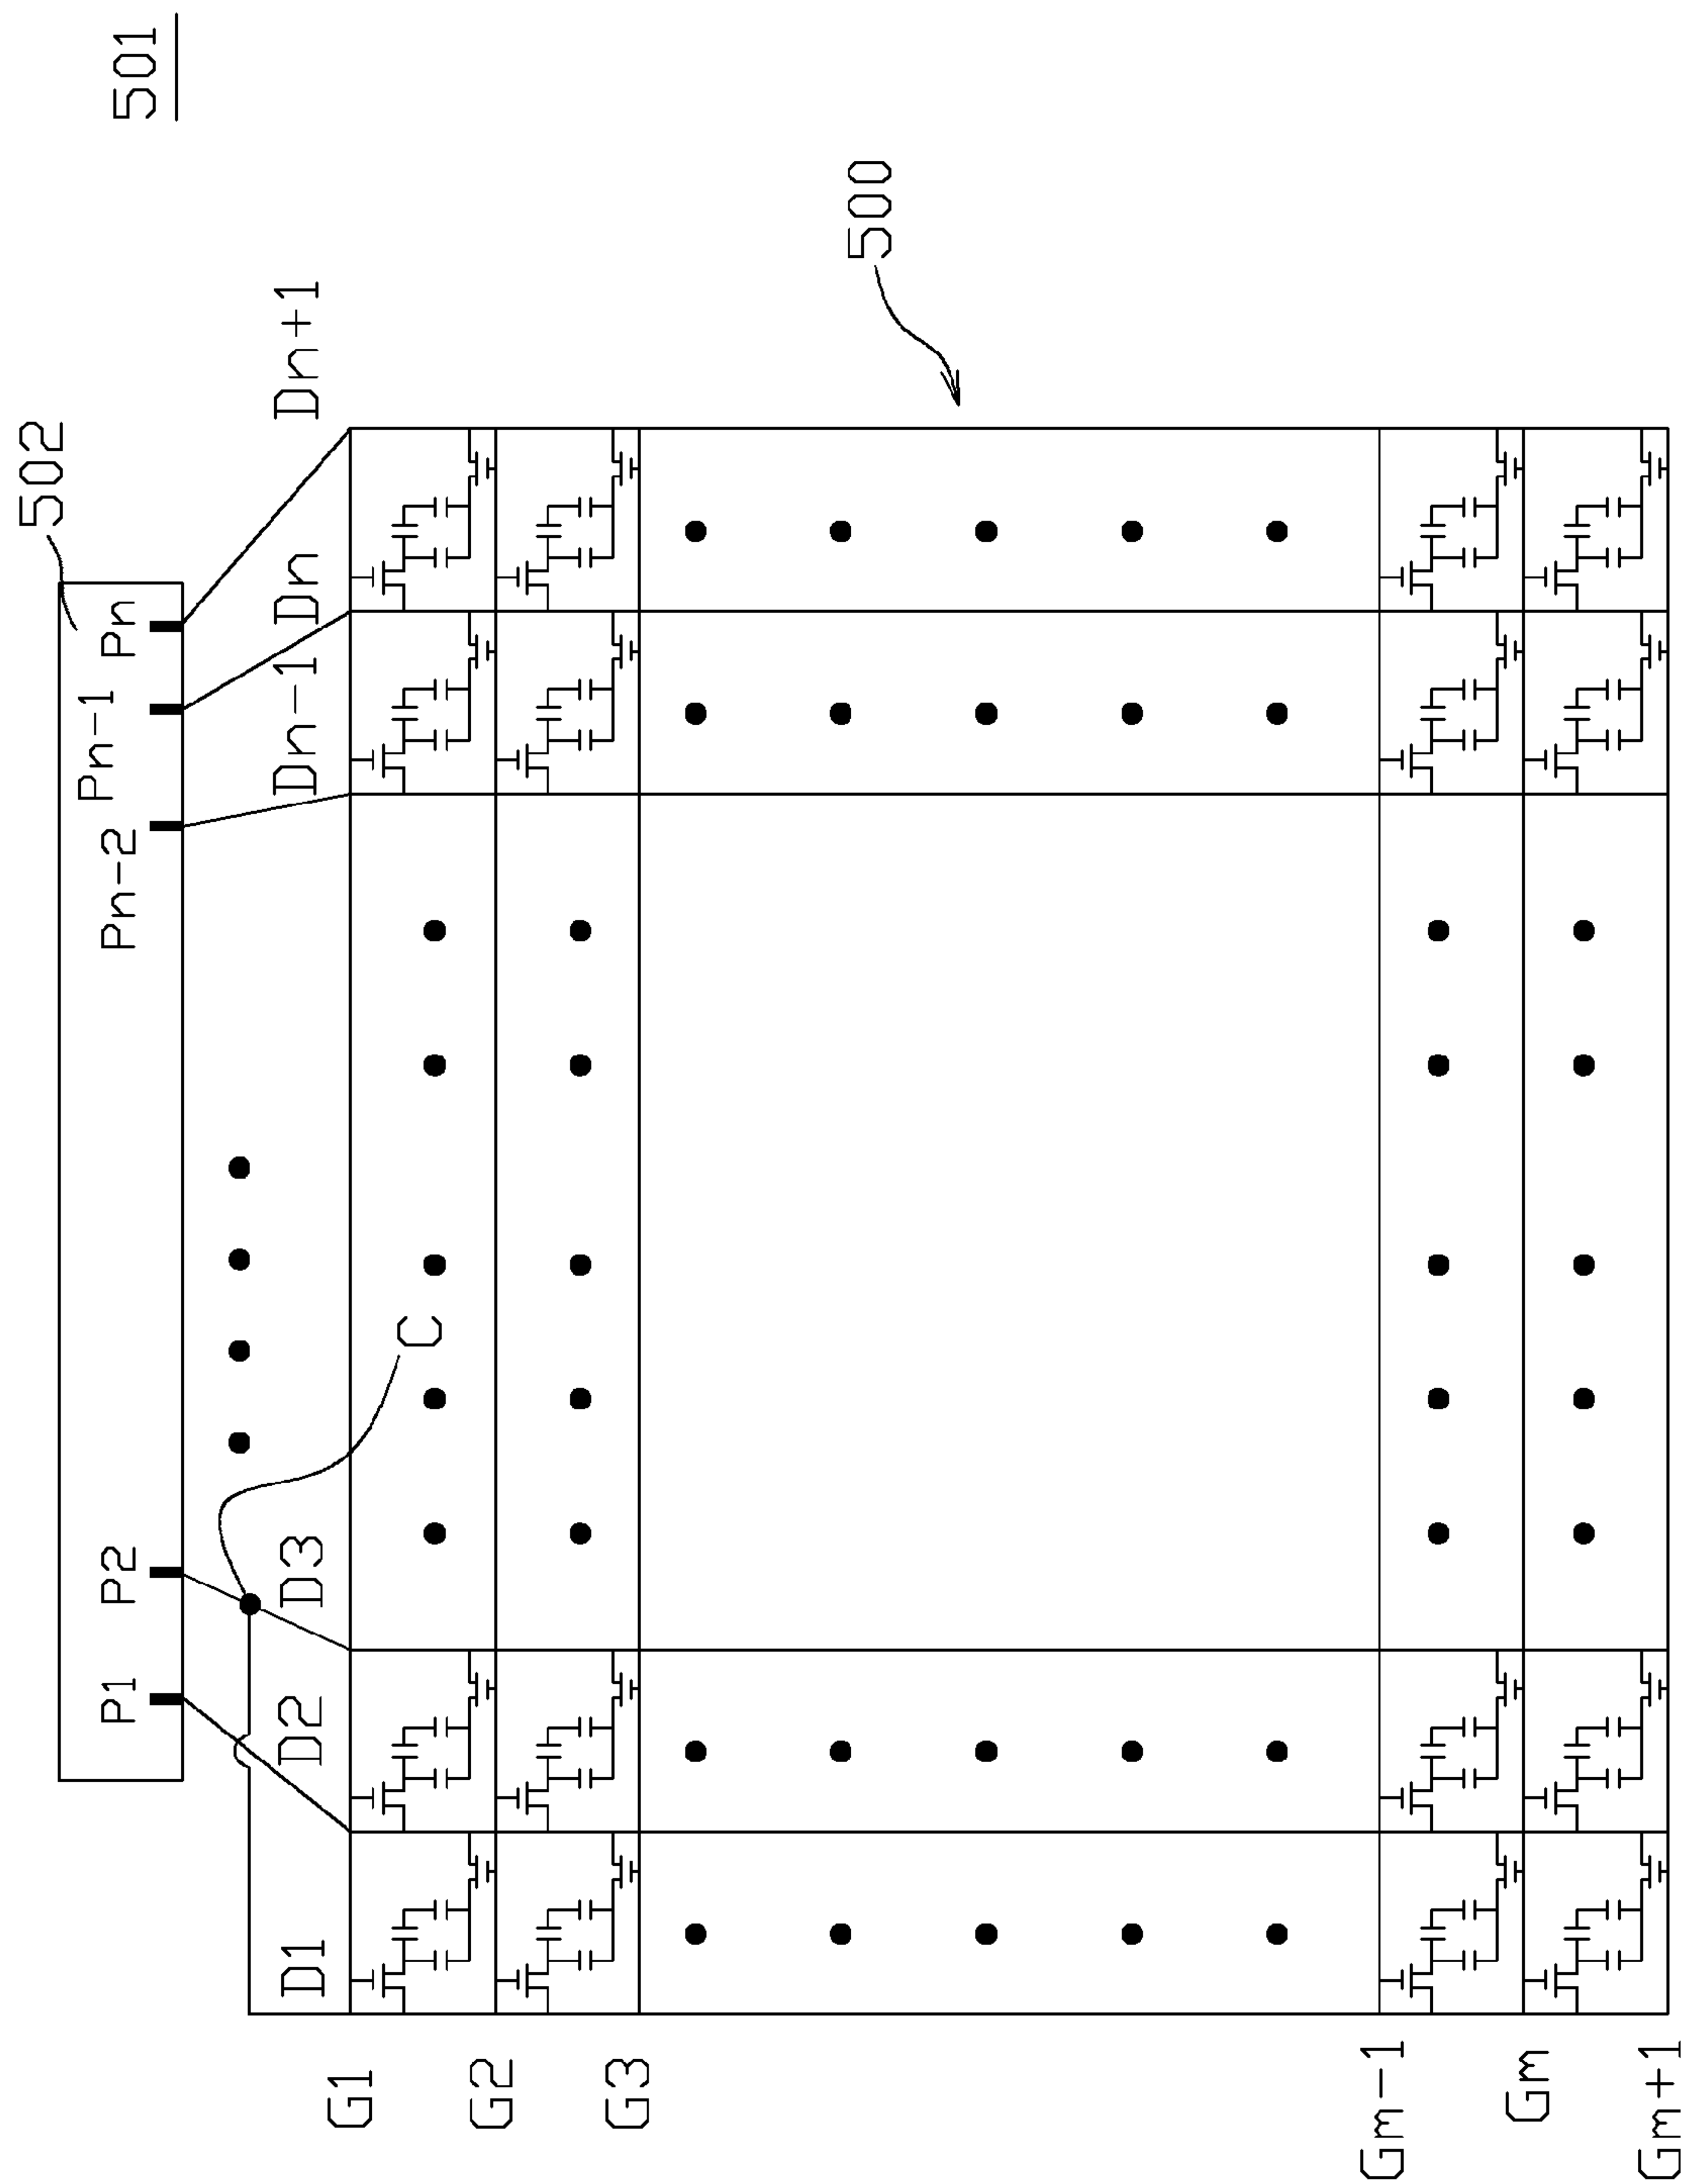 501
502
P1
P2
Pn-2
Pn-1
Pn
D1
D2
D3
Dn-1
Dn
Dn+1
C
500
G1
G2
G3
Gm-1
Gm
Gm+1